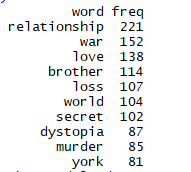 word freq
relationship 221
war 152
love 138
brother 114
loss 107
world 104
secret 102
dystopia 87
murder 85
york 81